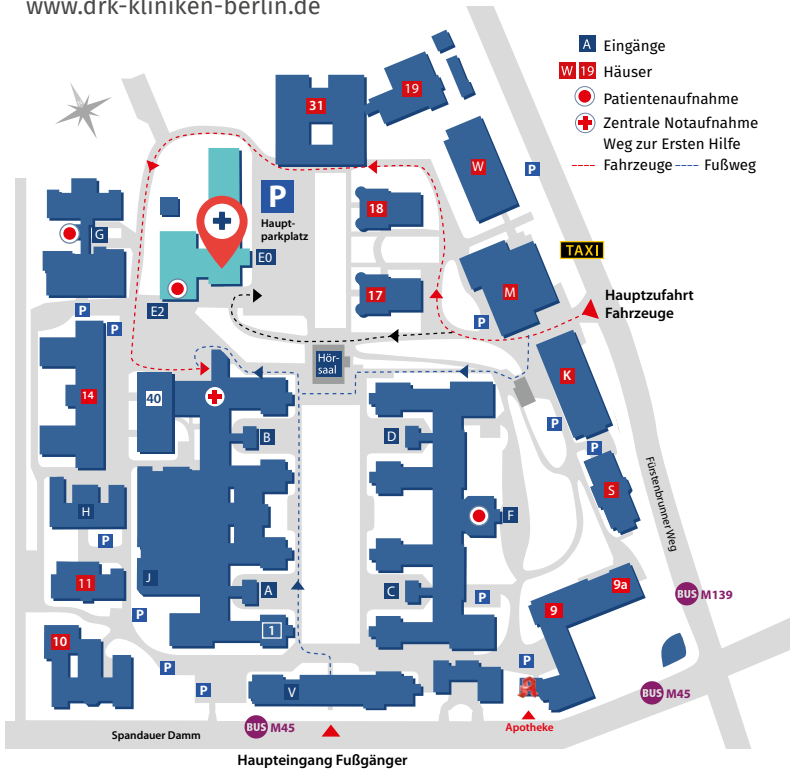 www.drk-kliniken-berlin.de
A Eingänge
W 19 Häuser
Patientenaufnahme
Zentrale Notaufnahme
Weg zur Ersten Hilfe
---- Fahrzeuge ---- Fußweg
31
19
W
P
18
P
Haupt-
parkplatz
G
E0
TAXI
17
M
Hauptzufahrt
Fahrzeuge
E2
P
P
P
Hör-
saal
K
14
40
P
B
D
P
Fürstenbrunner Weg
S
H
F
P
J
11
A
C
P
9a
9
BUS M139
P
1
10
P
P
P
V
A
BUS M45
BUS M45
Apotheke
Spandauer Damm
Haupteingang Fußgänger